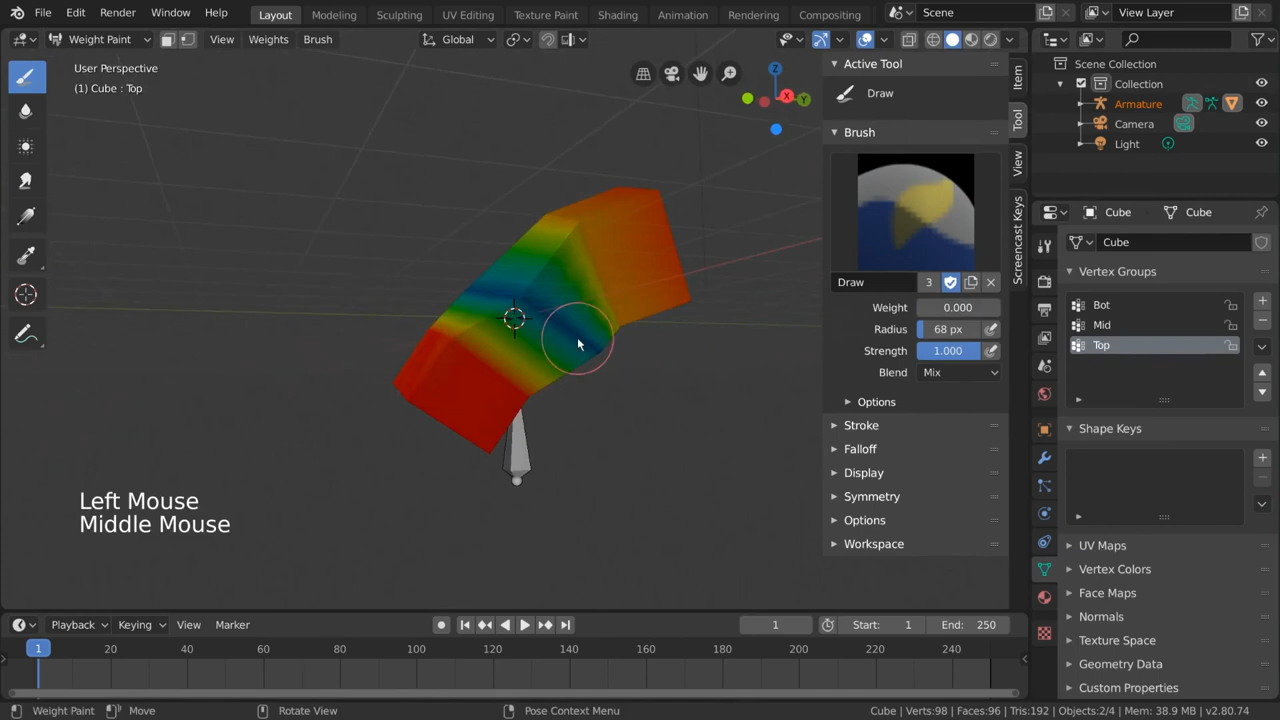 File Edit Render Window Help Layout Modeling Sculpting UV Editing Texture Paint Shading Animation Rendering Compositing Scene View Layer
Weight Paint View Weights Brush Global
User Perspective
(1) Cube : Top
Left Mouse
Middle Mouse
X
Y
Z
Active Tool
Draw
Brush
Draw 3
Weight 0.000
Radius 68 px
Strength 1.000
Blend Mix
Options
Stroke
Falloff
Display
Symmetry
Options
Workspace
Item
Tool
View
Screencast Keys
Scene Collection
Collection
Armature
Camera
Light
Cube Cube
Cube
Vertex Groups
Bot
Mid
Top
Shape Keys
UV Maps
Vertex Colors
Face Maps
Normals
Texture Space
Geometry Data
Custom Properties
Playback Keying View Marker 1 Start: 1 End: 250
1 20 40 60 80 100 120 140 160 180 200 220 240
Weight Paint Move Rotate View Pose Context Menu Cube | Verts:98 | Faces:96 | Tris:192 | Objects:2/4 | Mem: 38.9 MB | v2.80.74